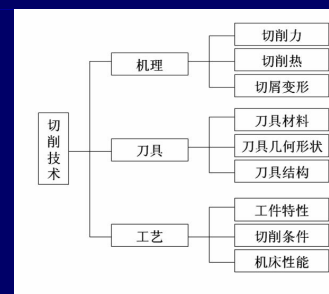 切削技术
机理
切削力
切削热
切屑变形
刀具
刀具材料
刀具几何形状
刀具结构
工艺
工件特性
切削条件
机床性能